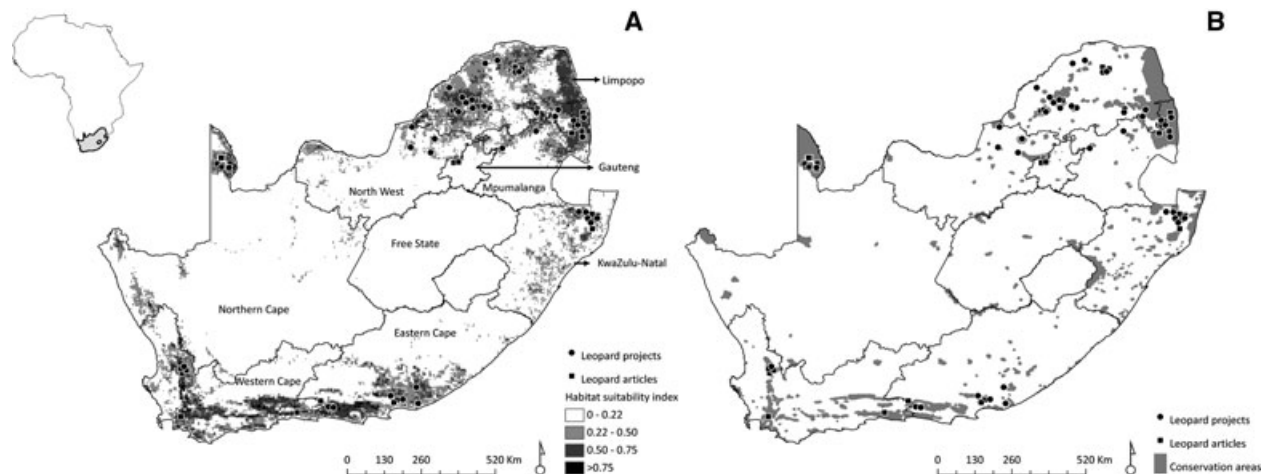 A
Limpopo
Gauteng
North West
Mpumalanga
Free State
KwaZulu-Natal
Northern Cape
Eastern Cape
Western Cape
Leopard projects
Leopard articles
Habitat suitability index
0 - 0.22
0.22 - 0.50
0.50 - 0.75
>0.75
0 130 260 520 Km
B
Leopard projects
Leopard articles
Conservation areas
0 130 260 520 Km